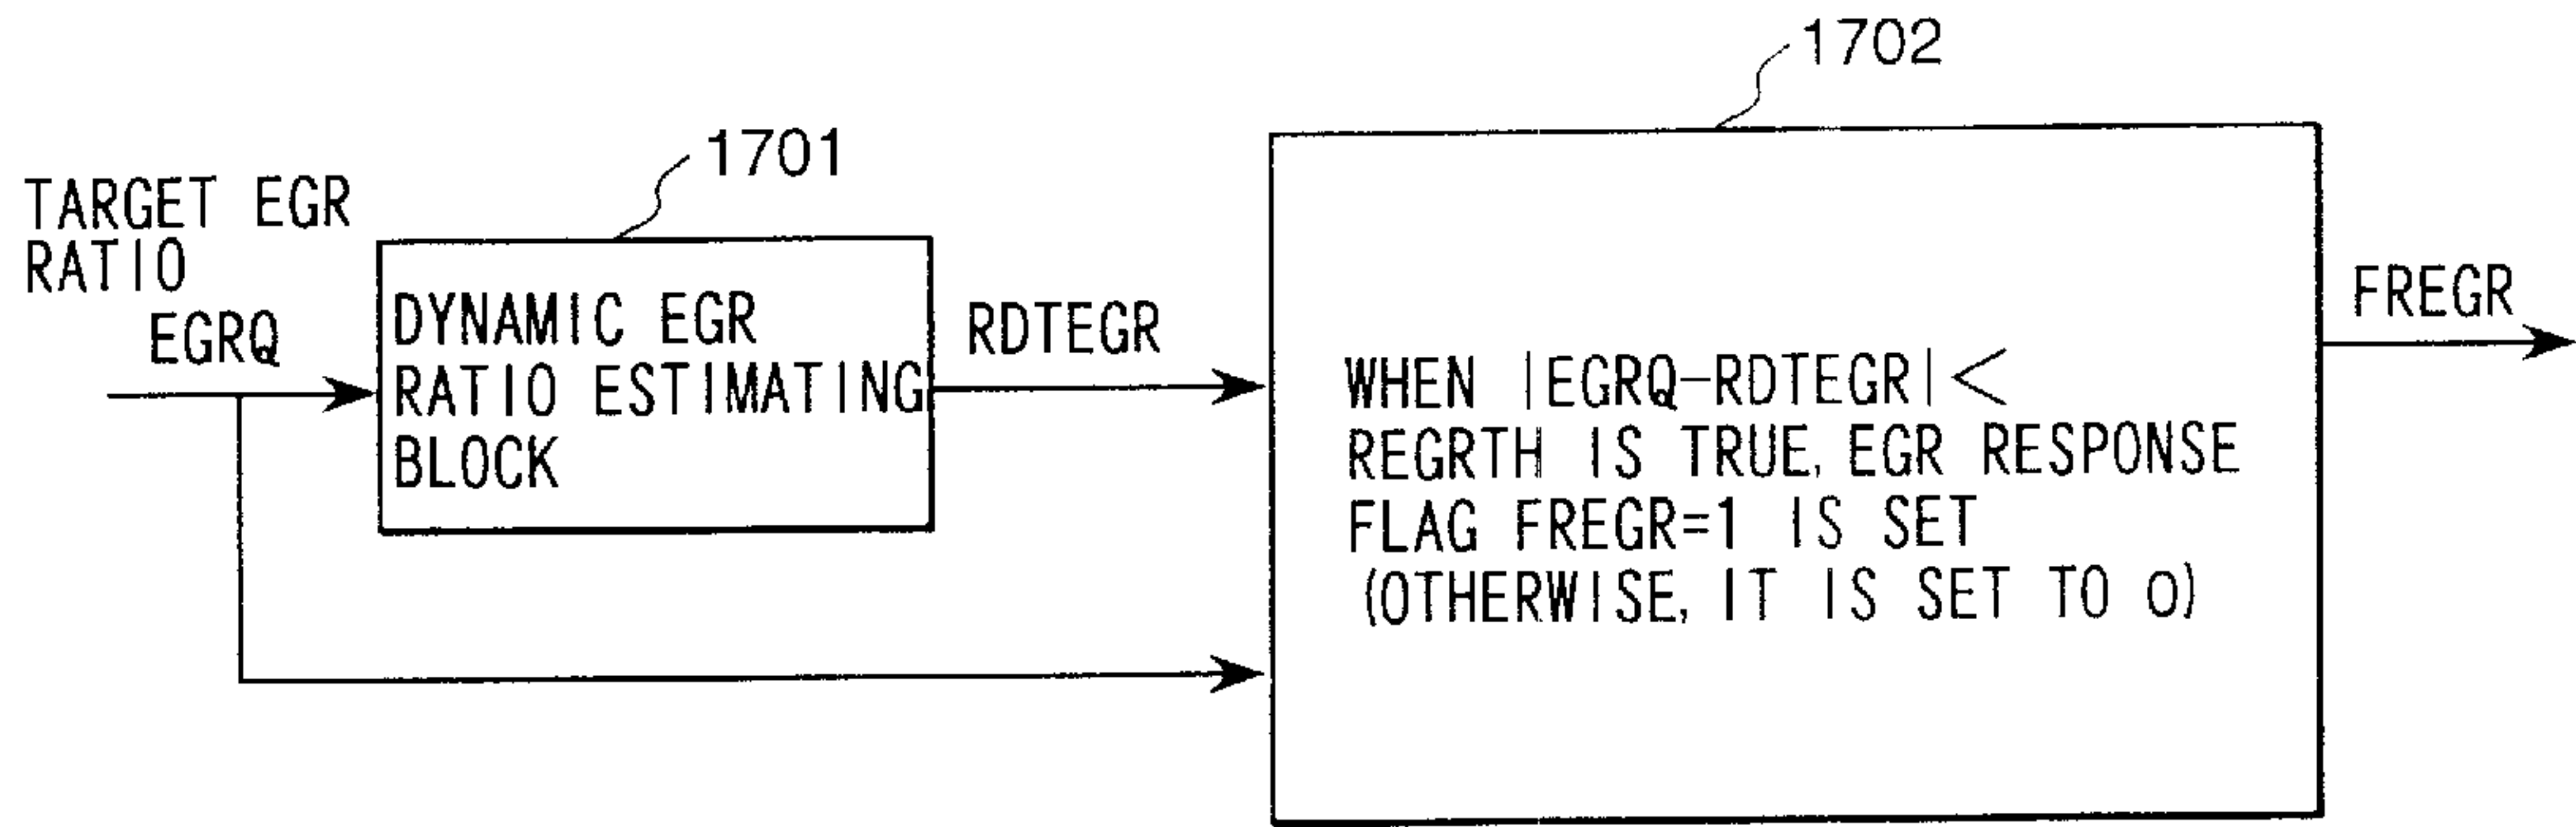 1702
1701
TARGET EGR
RATIO
EGRQ
DYNAMIC EGR
RATIO ESTIMATING
BLOCK
RDTEGR
WHEN |EGRQ-RDTEGR|<
REGRTH IS TRUE, EGR RESPONSE
FLAG FREGR=1 IS SET
(OTHERWISE, IT IS SET TO 0)
FREGR